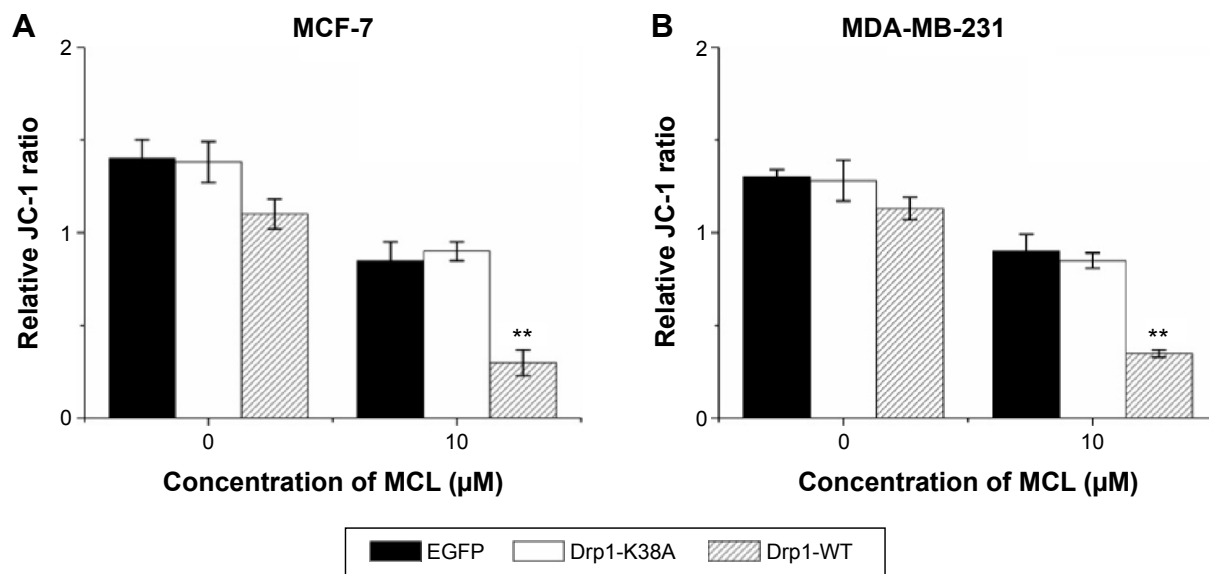 A
MCF-7
2
1
0
Relative JC-1 ratio
**
0
10
Concentration of MCL (µM)
B
MDA-MB-231
2
1
0
Relative JC-1 ratio
**
0
10
Concentration of MCL (µM)
EGFP
Drp1-K38A
Drp1-WT